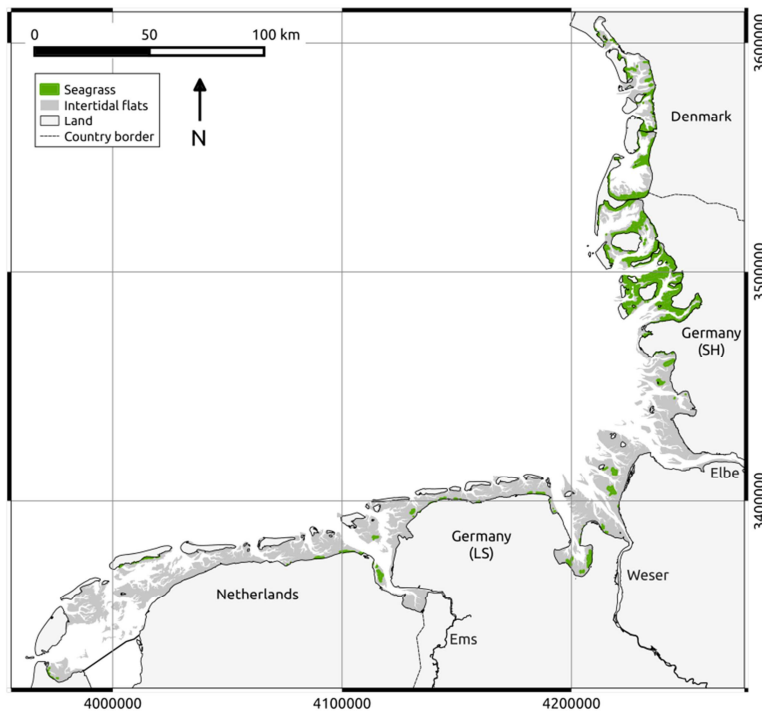 0 50 100 km
Seagrass
Intertidal flats
Land
Country border
N
3600000
Denmark
3500000
Germany
(SH)
Elbe
3400000
Germany
(LS)
Weser
Netherlands
Ems
4000000 4100000 4200000